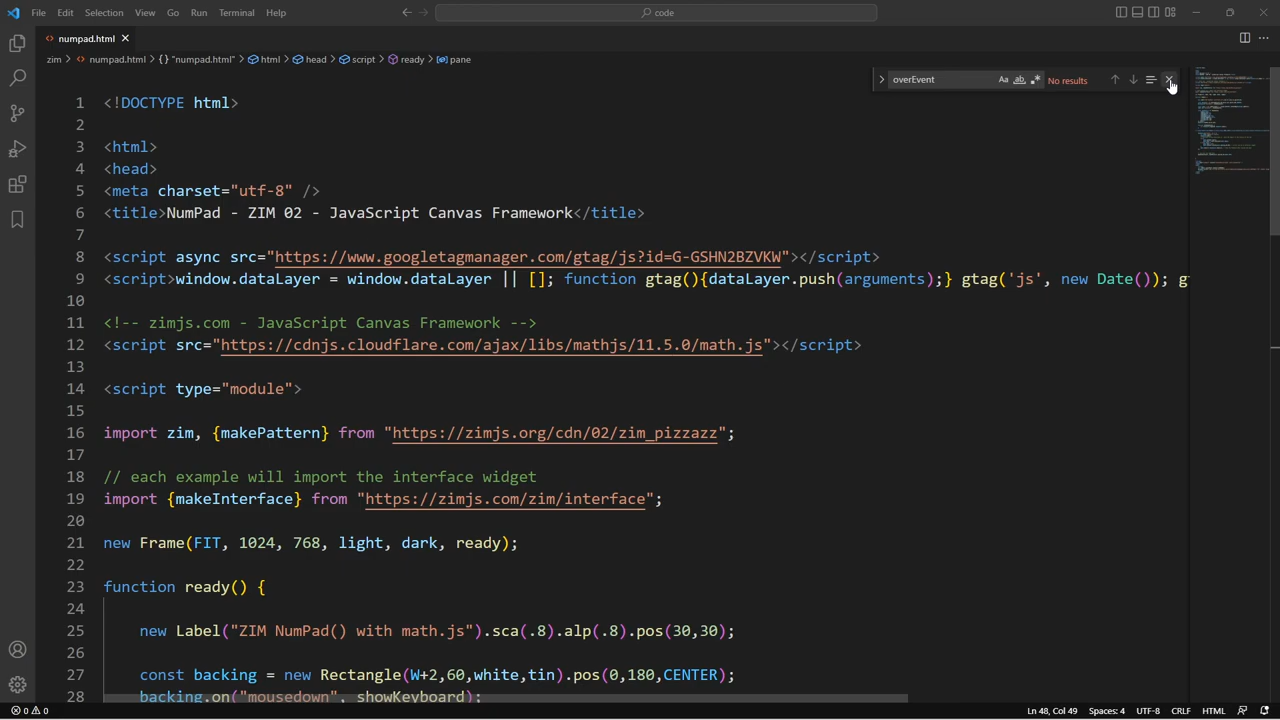 File Edit Selection View Go Run Terminal Help code
numpad.html
zim > numpad.html > {} "numpad.html" > html > head > script > ready > pane
overEvent Aa ab .* No results
1 <!DOCTYPE html>
2
3 <html>
4 <head>
5 <meta charset="utf-8" />
6 <title>NumPad - ZIM 02 - JavaScript Canvas Framework</title>
7
8 <script async src="https://www.googletagmanager.com/gtag/js?id=G-GSHN2BZVKW"></script>
9 <script>window.dataLayer = window.dataLayer || []; function gtag(){dataLayer.push(arguments);} gtag('js', new Date()); g
10
11 <!-- zimjs.com - JavaScript Canvas Framework -->
12 <script src="https://cdnjs.cloudflare.com/ajax/libs/mathjs/11.5.0/math.js"></script>
13
14 <script type="module">
15
16 import zim, {makePattern} from "https://zimjs.org/cdn/02/zim_pizzazz";
17
18 // each example will import the interface widget
19 import {makeInterface} from "https://zimjs.com/zim/interface";
20
21 new Frame(FIT, 1024, 768, light, dark, ready);
22
23 function ready() {
24
25 new Label("ZIM NumPad() with math.js").sca(.8).alp(.8).pos(30,30);
26
27 const backing = new Rectangle(W+2,60,white,tin).pos(0,180,CENTER);
28 backing.on("mousedown", showKeyboard);
0 0 Ln 48, Col 49 Spaces: 4 UTF-8 CRLF HTML